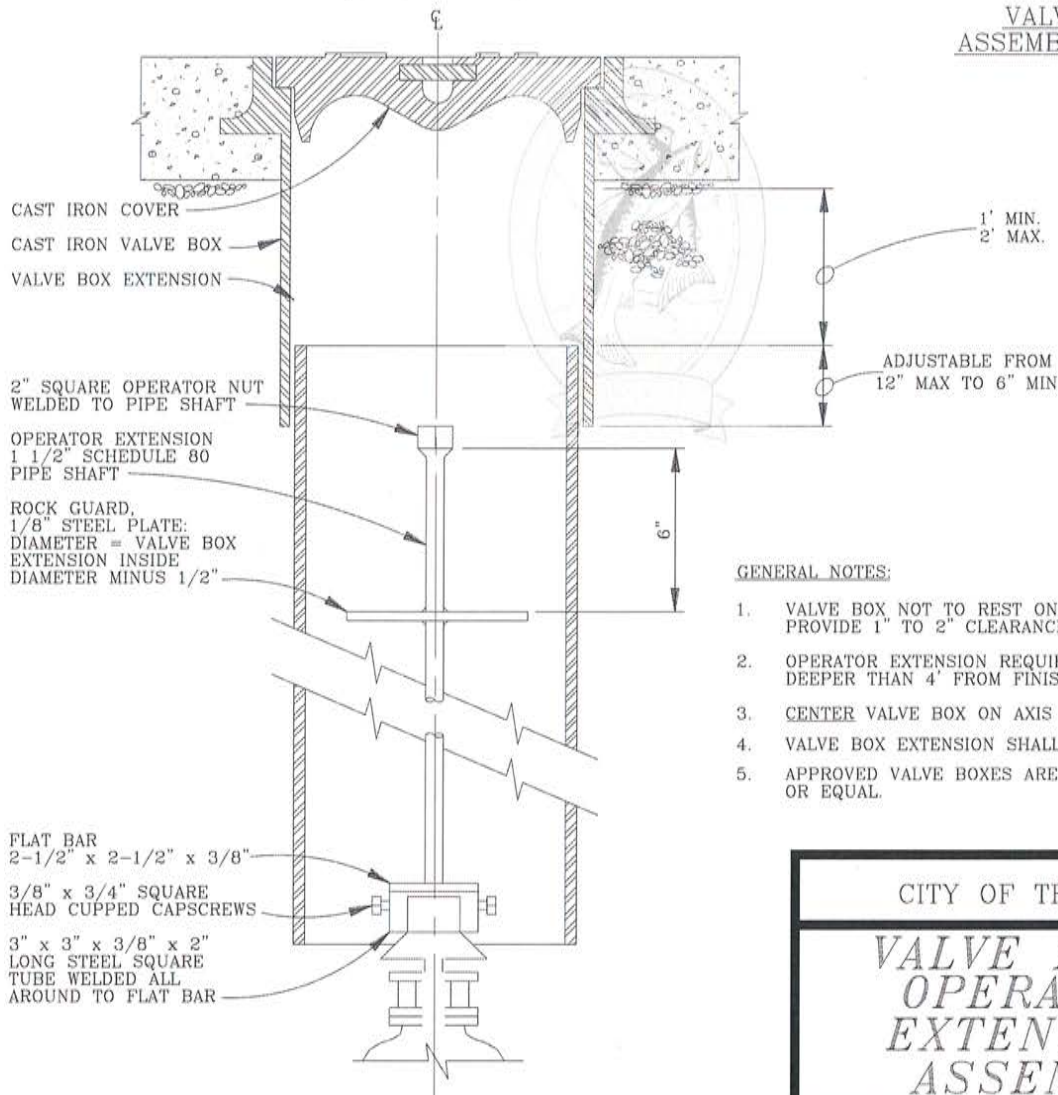 ℄
VALV
ASSEMB
CAST IRON COVER
CAST IRON VALVE BOX
VALVE BOX EXTENSION
1' MIN.
2' MAX.
ADJUSTABLE FROM
12" MAX TO 6" MIN
2" SQUARE OPERATOR NUT
WELDED TO PIPE SHAFT
OPERATOR EXTENSION
1 1/2" SCHEDULE 80
PIPE SHAFT
ROCK GUARD,
1/8" STEEL PLATE:
DIAMETER = VALVE BOX
EXTENSION INSIDE
DIAMETER MINUS 1/2"
6"
GENERAL NOTES:
1. VALVE BOX NOT TO REST ON
PROVIDE 1" TO 2" CLEARANCE
2. OPERATOR EXTENSION REQUI
DEEPER THAN 4' FROM FINIS
3. CENTER VALVE BOX ON AXIS
4. VALVE BOX EXTENSION SHALL
5. APPROVED VALVE BOXES ARE
OR EQUAL.
FLAT BAR
2-1/2" x 2-1/2" x 3/8"
3/8" x 3/4" SQUARE
HEAD CUPPED CAPSCREWS
3" x 3" x 3/8" x 2"
LONG STEEL SQUARE
TUBE WELDED ALL
AROUND TO FLAT BAR
CITY OF TH
VALVE
OPERA
EXTEN
ASSEM